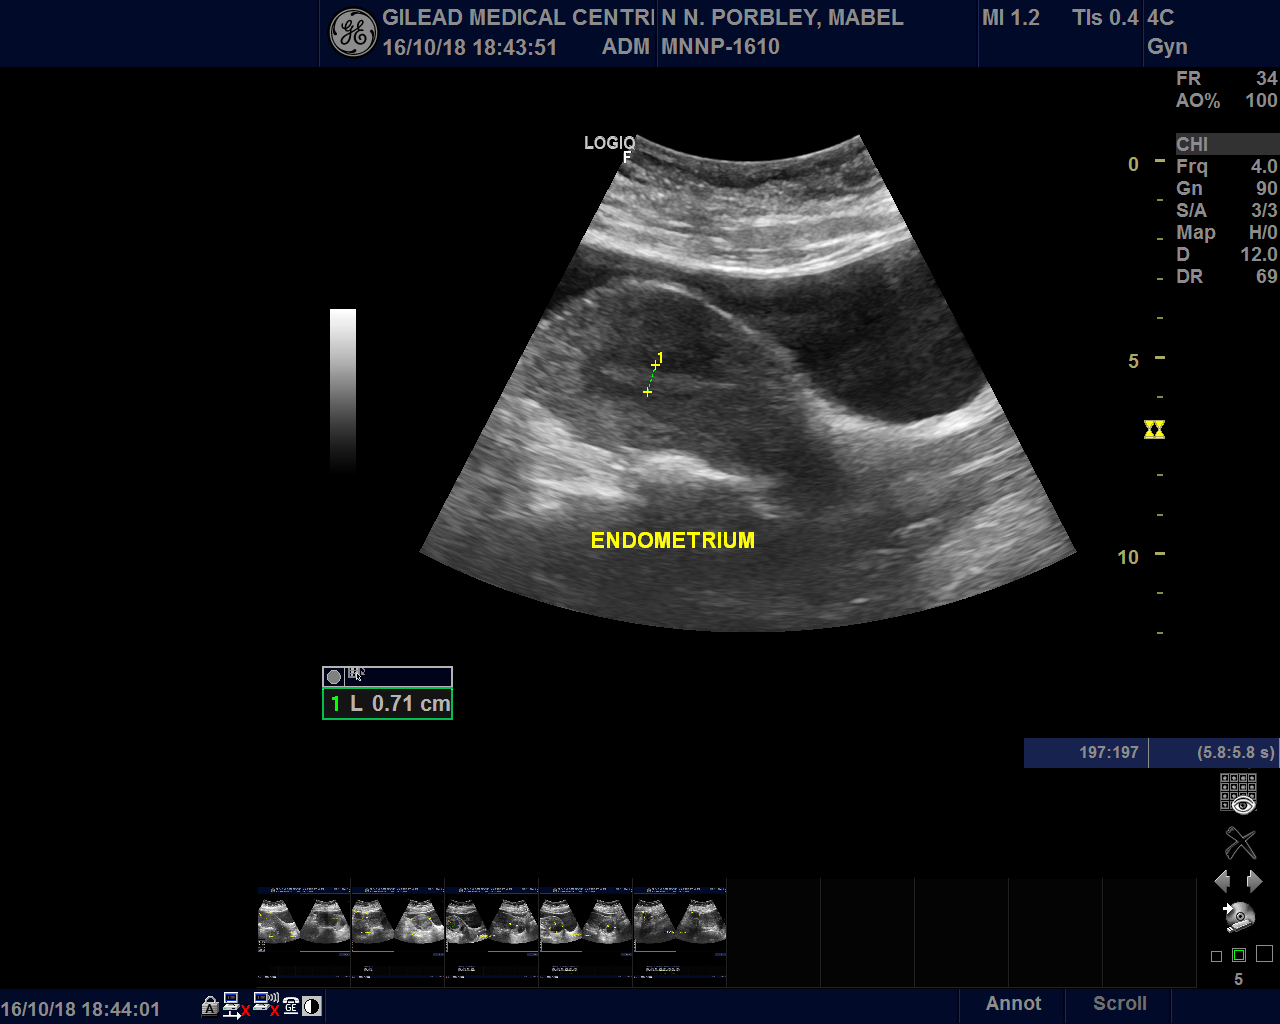 GILEAD MEDICAL CENTRI N N. PORBLEY, MABEL MI 1.2 TIs 0.4 4C
16/10/18 18:43:51 ADM MNNP-1610 Gyn
FR 34
AO% 100
LOGIQ
F
CHI
Frq 4.0
Gn 90
S/A 3/3
Map H/0
D 12.0
DR 69
0
5
10
1
ENDOMETRIUM
1 L 0.71 cm
197:197 (5.8:5.8 s)
5
16/10/18 18:44:01 Annot Scroll